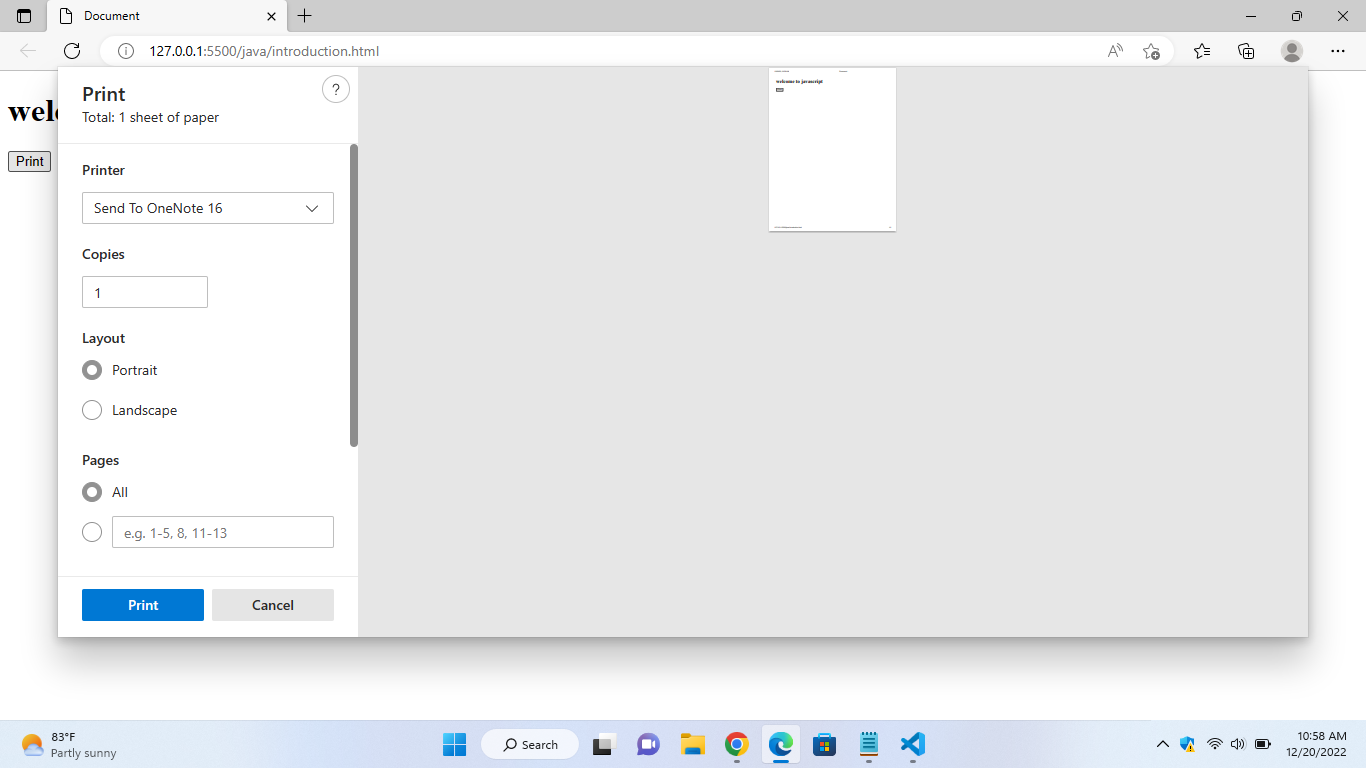 Document
127.0.0.1:5500/java/introduction.html
Print
Total: 1 sheet of paper
?
Printer
Send To OneNote 16
Copies
1
Layout
Portrait
Landscape
Pages
All
e.g. 1-5, 8, 11-13
Print
Cancel
welc
Print
welcome to javascript
83°F
Partly sunny
Search
10:58 AM
12/20/2022